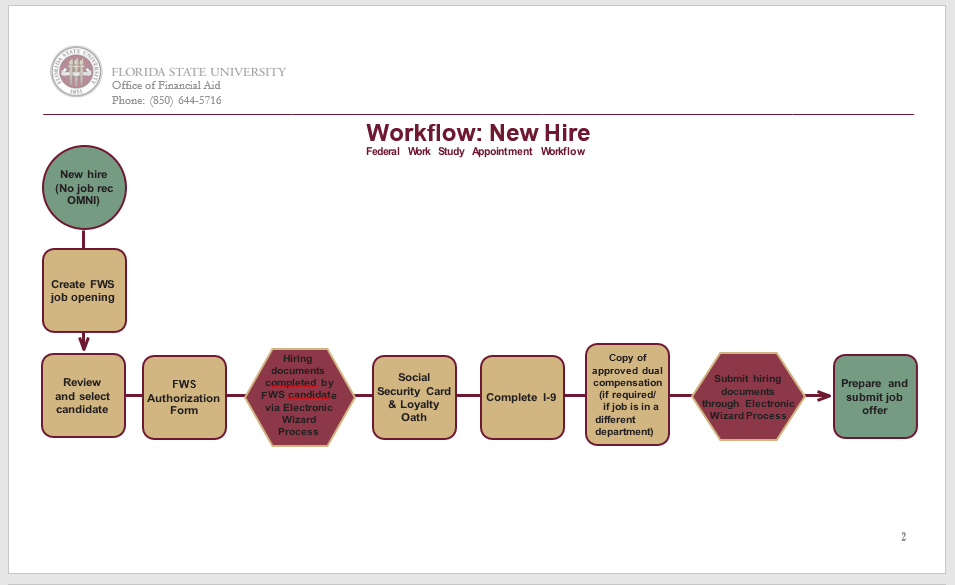 FLORIDA STATE UNIVERSITY
1851
FLORIDA STATE UNIVERSITY
Office of Financial Aid
Phone: (850) 644-5716
Workflow: New Hire
Federal Work Study Appointment Workflow
New hire
(No job rec
OMNI)
Create FWS
job opening
Review
and select
candidate
FWS
Authorization
Form
Hiring
documents
completed by
FWS candidate
via Electronic
Wizard
Process
Social
Security Card
& Loyalty
Oath
Complete I-9
Copy of
approved dual
compensation
(if required/
if job is in a
different
department)
Submit hiring
documents
through Electronic
Wizard Process
Prepare and
submit job
offer
2